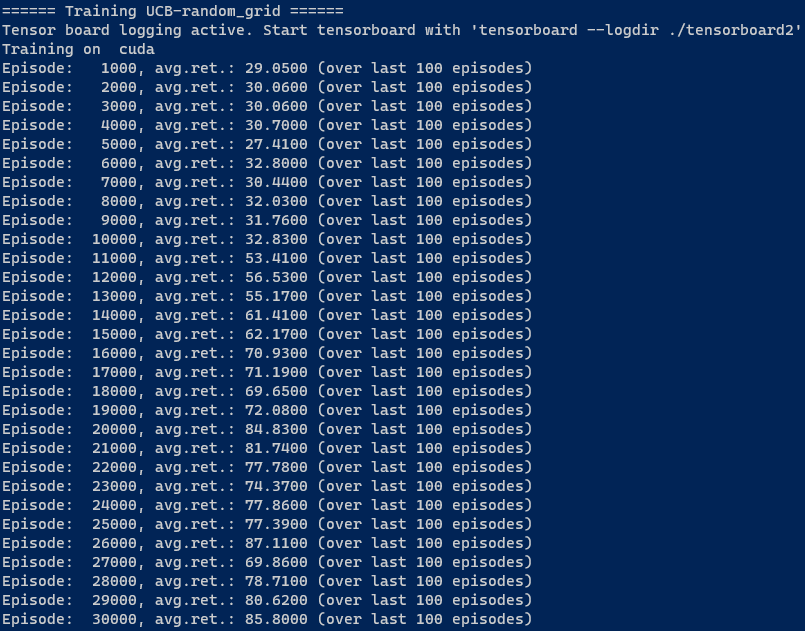 ====== Training UCB-random_grid ======
Tensor board logging active. Start tensorboard with 'tensorboard --logdir ./tensorboard2'
Training on  cuda
Episode:   1000, avg.ret.: 29.0500 (over last 100 episodes)
Episode:   2000, avg.ret.: 30.0600 (over last 100 episodes)
Episode:   3000, avg.ret.: 30.0600 (over last 100 episodes)
Episode:   4000, avg.ret.: 30.7000 (over last 100 episodes)
Episode:   5000, avg.ret.: 27.4100 (over last 100 episodes)
Episode:   6000, avg.ret.: 32.8000 (over last 100 episodes)
Episode:   7000, avg.ret.: 30.4400 (over last 100 episodes)
Episode:   8000, avg.ret.: 32.0300 (over last 100 episodes)
Episode:   9000, avg.ret.: 31.7600 (over last 100 episodes)
Episode:  10000, avg.ret.: 32.8300 (over last 100 episodes)
Episode:  11000, avg.ret.: 53.4100 (over last 100 episodes)
Episode:  12000, avg.ret.: 56.5300 (over last 100 episodes)
Episode:  13000, avg.ret.: 55.1700 (over last 100 episodes)
Episode:  14000, avg.ret.: 61.4100 (over last 100 episodes)
Episode:  15000, avg.ret.: 62.1700 (over last 100 episodes)
Episode:  16000, avg.ret.: 70.9300 (over last 100 episodes)
Episode:  17000, avg.ret.: 71.1900 (over last 100 episodes)
Episode:  18000, avg.ret.: 69.6500 (over last 100 episodes)
Episode:  19000, avg.ret.: 72.0800 (over last 100 episodes)
Episode:  20000, avg.ret.: 84.8300 (over last 100 episodes)
Episode:  21000, avg.ret.: 81.7400 (over last 100 episodes)
Episode:  22000, avg.ret.: 77.7800 (over last 100 episodes)
Episode:  23000, avg.ret.: 74.3700 (over last 100 episodes)
Episode:  24000, avg.ret.: 77.8600 (over last 100 episodes)
Episode:  25000, avg.ret.: 77.3900 (over last 100 episodes)
Episode:  26000, avg.ret.: 87.1100 (over last 100 episodes)
Episode:  27000, avg.ret.: 69.8600 (over last 100 episodes)
Episode:  28000, avg.ret.: 78.7100 (over last 100 episodes)
Episode:  29000, avg.ret.: 80.6200 (over last 100 episodes)
Episode:  30000, avg.ret.: 85.8000 (over last 100 episodes)